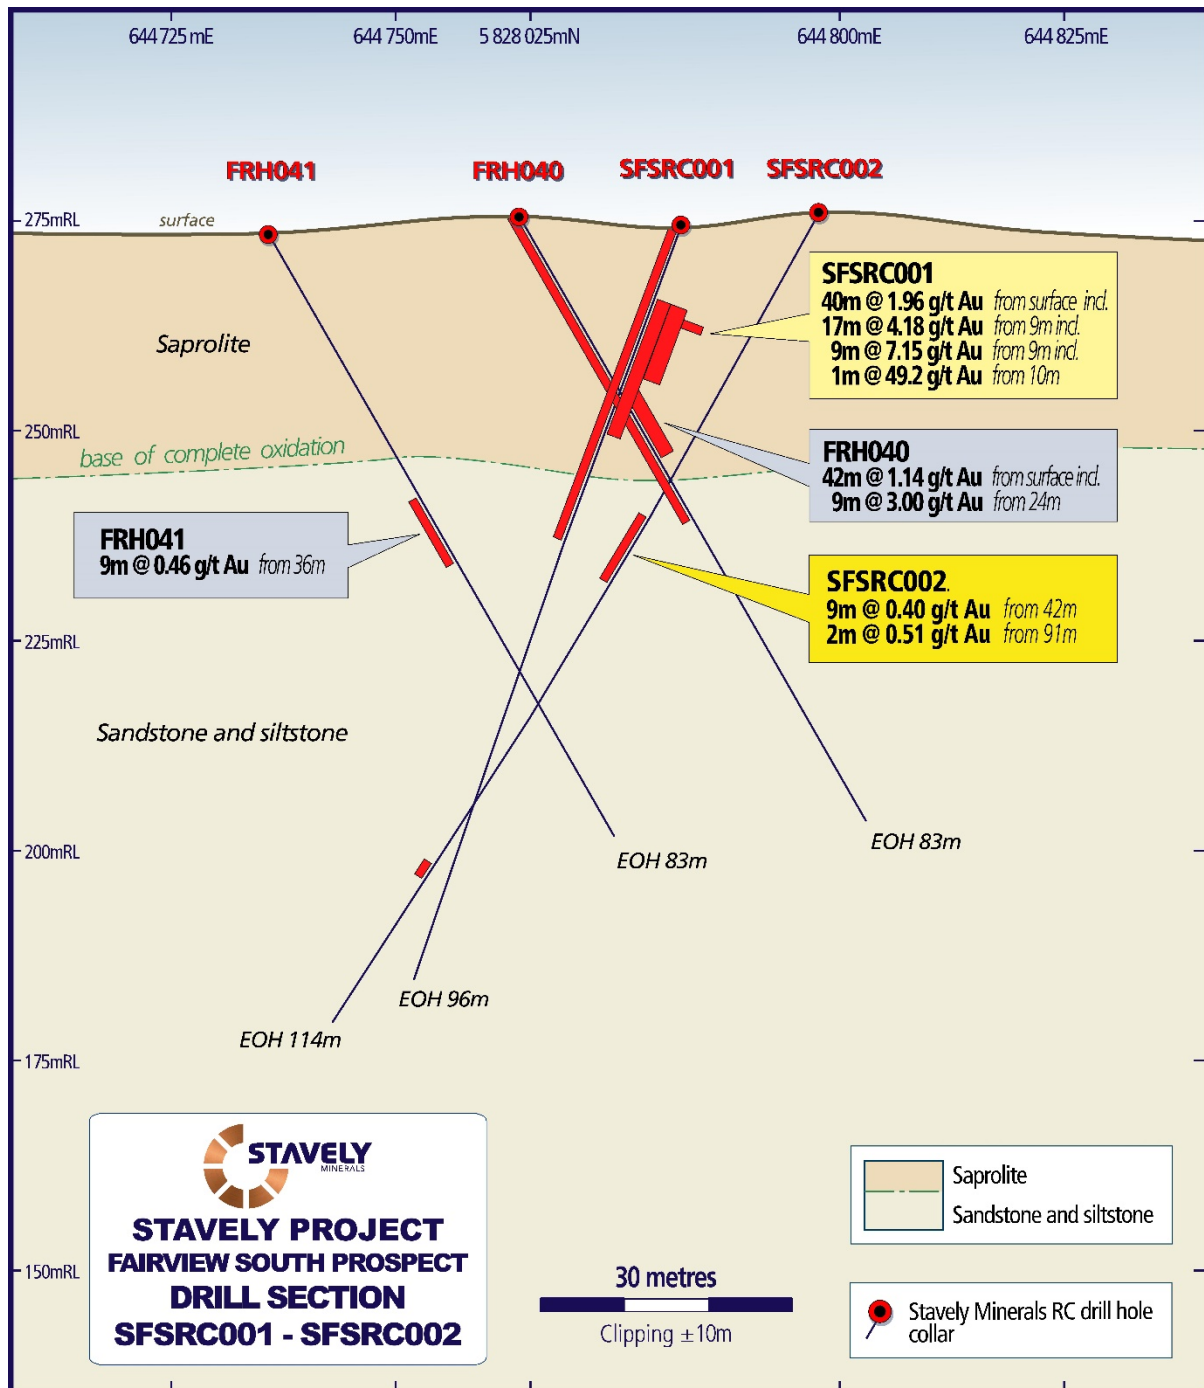 644 725 mE
644 750mE
5 828 025mN
644 800mE
644 825mE
FRH041
FRH040
SFSRC001
SFSRC002
275mRL
surface
SFSRC001
40m @ 1.96 g/t Au from surface incl.
17m @ 4.18 g/t Au from 9m incl.
9m @ 7.15 g/t Au from 9m incl.
1m @ 49.2 g/t Au from 10m
Saprolite
250mRL
base of complete oxidation
FRH040
42m @ 1.14 g/t Au from surface incl.
9m @ 3.00 g/t Au from 24m
FRH041
9m @ 0.46 g/t Au from 36m
SFSRC002.
9m @ 0.40 g/t Au from 42m
2m @ 0.51 g/t Au from 91m
225mRL
Sandstone and siltstone
200mRL
EOH 83m
EOH 83m
EOH 96m
EOH 114m
175mRL
STAVELY
MINERALS
STAVELY PROJECT
FAIRVIEW SOUTH PROSPECT
DRILL SECTION
SFSRC001 - SFSRC002
150mRL
30 metres
Clipping ±10m
Saprolite
Sandstone and siltstone
Stavely Minerals RC drill hole
collar